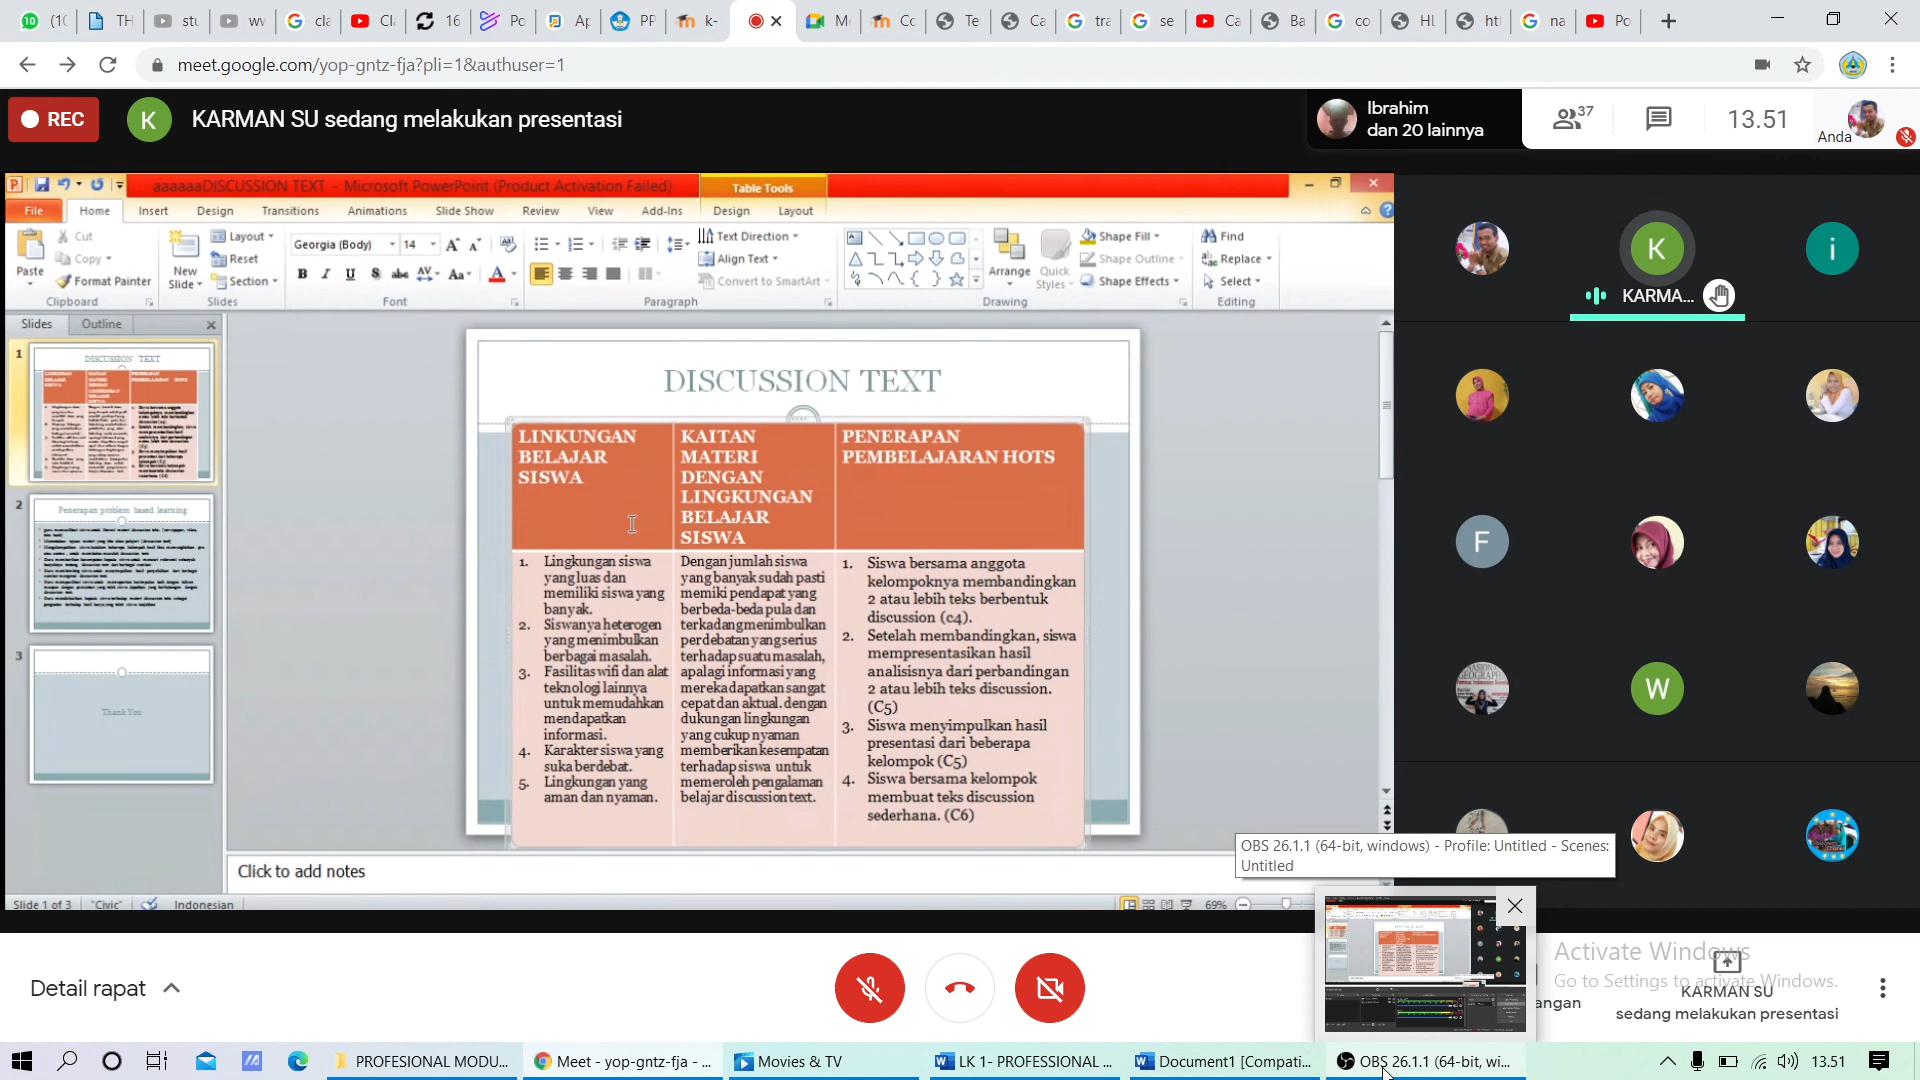 meet.google.com/yop-gntz-fja?pli=1&authuser=1
REC
K
KARMAN SU sedang melakukan presentasi
Ibrahim
dan 20 lainnya
37
13.51
Anda
aaaaaaDISCUSSION TEXT - Microsoft PowerPoint (Product Activation Failed)
Table Tools
File
Home
Insert
Design
Transitions
Animations
Slide Show
Review
View
Add-Ins
Design
Layout
Paste
Cut
Copy
Format Painter
Clipboard
New
Slide
Layout
Reset
Section
Slides
Georgia (Body)
14
Font
Text Direction
Align Text
Convert to SmartArt
Paragraph
Arrange
Quick
Styles
Shape Fill
Shape Outline
Shape Effects
Drawing
Find
Replace
Select
Editing
Slides
Outline
1
2
Penerapan problem based learning
3
Thank You
DISCUSSION TEXT
LINKUNGAN
BELAJAR
SISWA
KAITAN
MATERI
DENGAN
LINGKUNGAN
BELAJAR
SISWA
PENERAPAN
PEMBELAJARAN HOTS
1. Lingkungan siswa
yang luas dan
memiliki siswa yang
banyak.
2. Siswanya heterogen
yang menimbulkan
berbagai masalah.
3. Fasilitas wifi dan alat
teknologi lainnya
untuk memudahkan
mendapatkan
informasi.
4. Karakter siswa yang
suka berdebat.
5. Lingkungan yang
aman dan nyaman.
Dengan jumlah siswa
yang banyak sudah pasti
memiki pendapat yang
berbeda-beda pula dan
terkadang menimbulkan
perdebatan yang serius
terhadap suatu masalah,
apalagi informasi yang
mereka dapatkan sangat
cepat dan aktual. dengan
dukungan lingkungan
yang cukup nyaman
memberikan kesempatan
terhadap siswa untuk
memeroleh pengalaman
belajar discussion text.
1. Siswa bersama anggota
kelompoknya membandingkan
2 atau lebih teks berbentuk
discussion (c4).
2. Setelah membandingkan, siswa
mempresentasikan hasil
analisisnya dari perbandingan
2 atau lebih teks discussion.
(C5)
3. Siswa menyimpulkan hasil
presentasi dari beberapa
kelompok (C5)
4. Siswa bersama kelompok
membuat teks discussion
sederhana. (C6)
Click to add notes
Slide 1 of 3
"Civic"
Indonesian
69%
K
i
KARMA...
F
W
OBS 26.1.1 (64-bit, windows) - Profile: Untitled - Scenes:
Untitled
Detail rapat
Activate Windows
Go to Settings to activate Windows.
angan
KARMAN SU
sedang melakukan presentasi
PROFESIONAL MODU...
Meet - yop-gntz-fja - ...
Movies & TV
LK 1- PROFESSIONAL ...
Document1 [Compati...
OBS 26.1.1 (64-bit, wi...
13.51